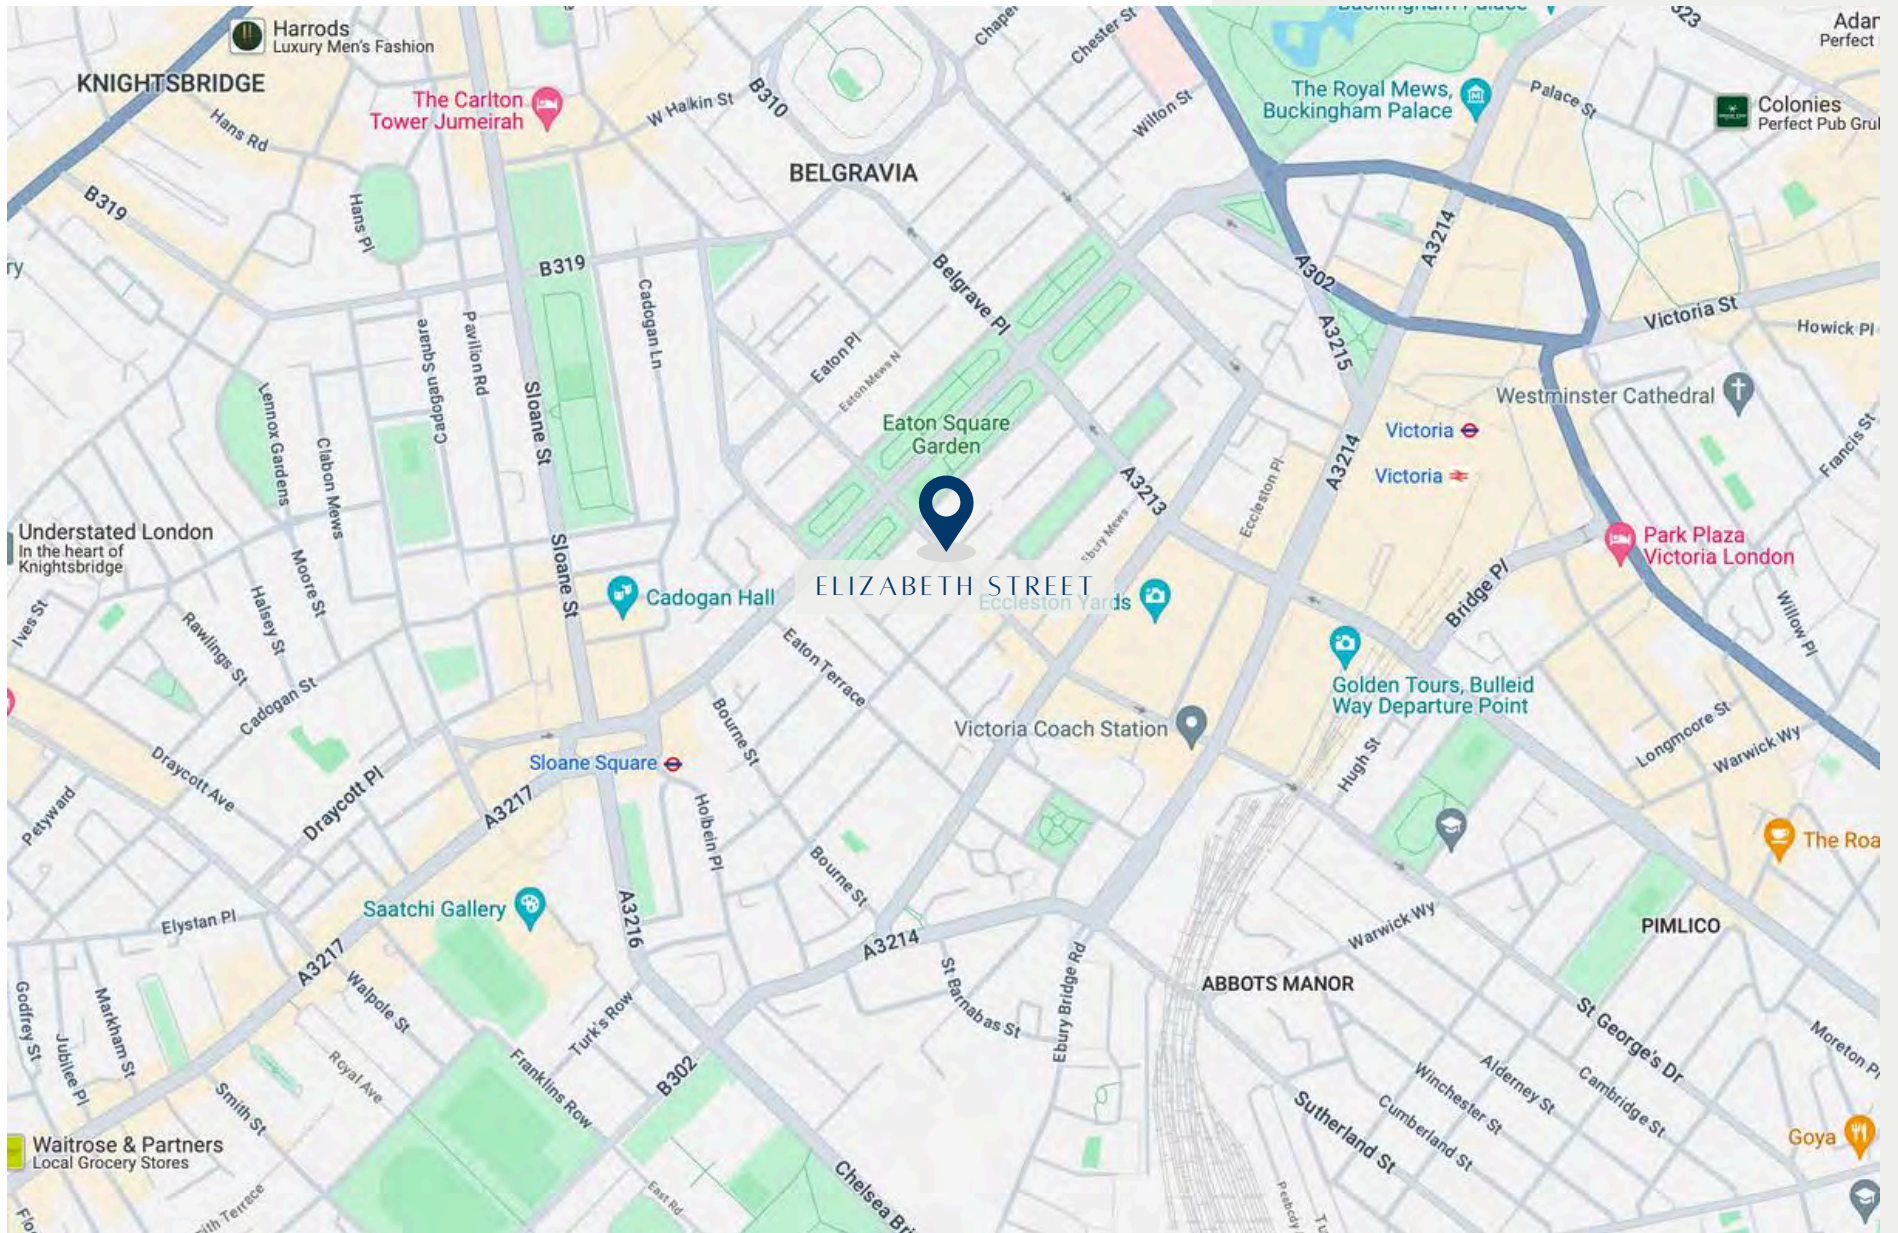 Harrods
Luxury Men's Fashion
KNIGHTSBRIDGE
Hans Rd
The Carlton
Tower Jumeirah
W Halkin St
B310
Chester St
Wilton St
The Royal Mews,
Buckingham Palace
Palace St
Perfect
Colonies
BELGRAVIA
B319
Hans Pl
B319
Cadogan Square
Pavilion Rd
Cadogan Ln
Belgrave Pl
Eaton Pl
Eaton Mews N
A302
A3214
A3215
Victoria St
Howick Pl
Lennox Gardens
Clabon Mews
Sloane St
Eaton Square
Garden
Victoria
Victoria
A3214
Westminster Cathedral
Francis St
A3213
Eccleston Pl
Ebury Mews
Understated London
In the heart of
Knightsbridge
Moore St
Sloane St
Park Plaza
Victoria London
ELIZABETH STREET
Eccleston Yards
Cadogan Hall
Bridge Pl
Willow Pl
Ives St
Halsey St
Rawlings St
Cadogan St
Eaton Terrace
Golden Tours, Bulleid
Way Departure Point
Victoria Coach Station
Bourne St
Longmoore St
Warwick Wy
Hugh St
Sloane Square
Draycott Ave
Draycott Pl
Petyward
A3217
Holbein Pl
Bourne St
Saatchi Gallery
Elystan Pl
A3217
A3216
A3214
Warwick Wy
PIMLICO
ABBOTS MANOR
Godfrey St
Jubilee Pl
Markham St
Walpole St
Turk's Row
St Barnabas St
Ebury Bridge Rd
St George's Dr
Royal Ave
Smith St
Franklins Row
B302
Winchester St
Alderney St
Cambridge St
Cumberland St
Sutherland St
Waitrose & Partners
Local Grocery Stores
Goya
East Rd